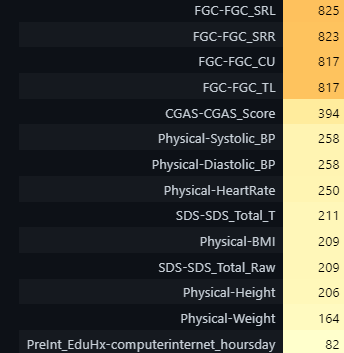 FGC-FGC_SRL 825
FGC-FGC_SRR 823
FGC-FGC_CU 817
FGC-FGC_TL 817
CGAS-CGAS_Score 394
Physical-Systolic_BP 258
Physical-Diastolic_BP 258
Physical-HeartRate 250
SDS-SDS_Total_T 211
Physical-BMI 209
SDS-SDS_Total_Raw 209
Physical-Height 206
Physical-Weight 164
PreInt_EduHx-computerinternet_hoursday 82